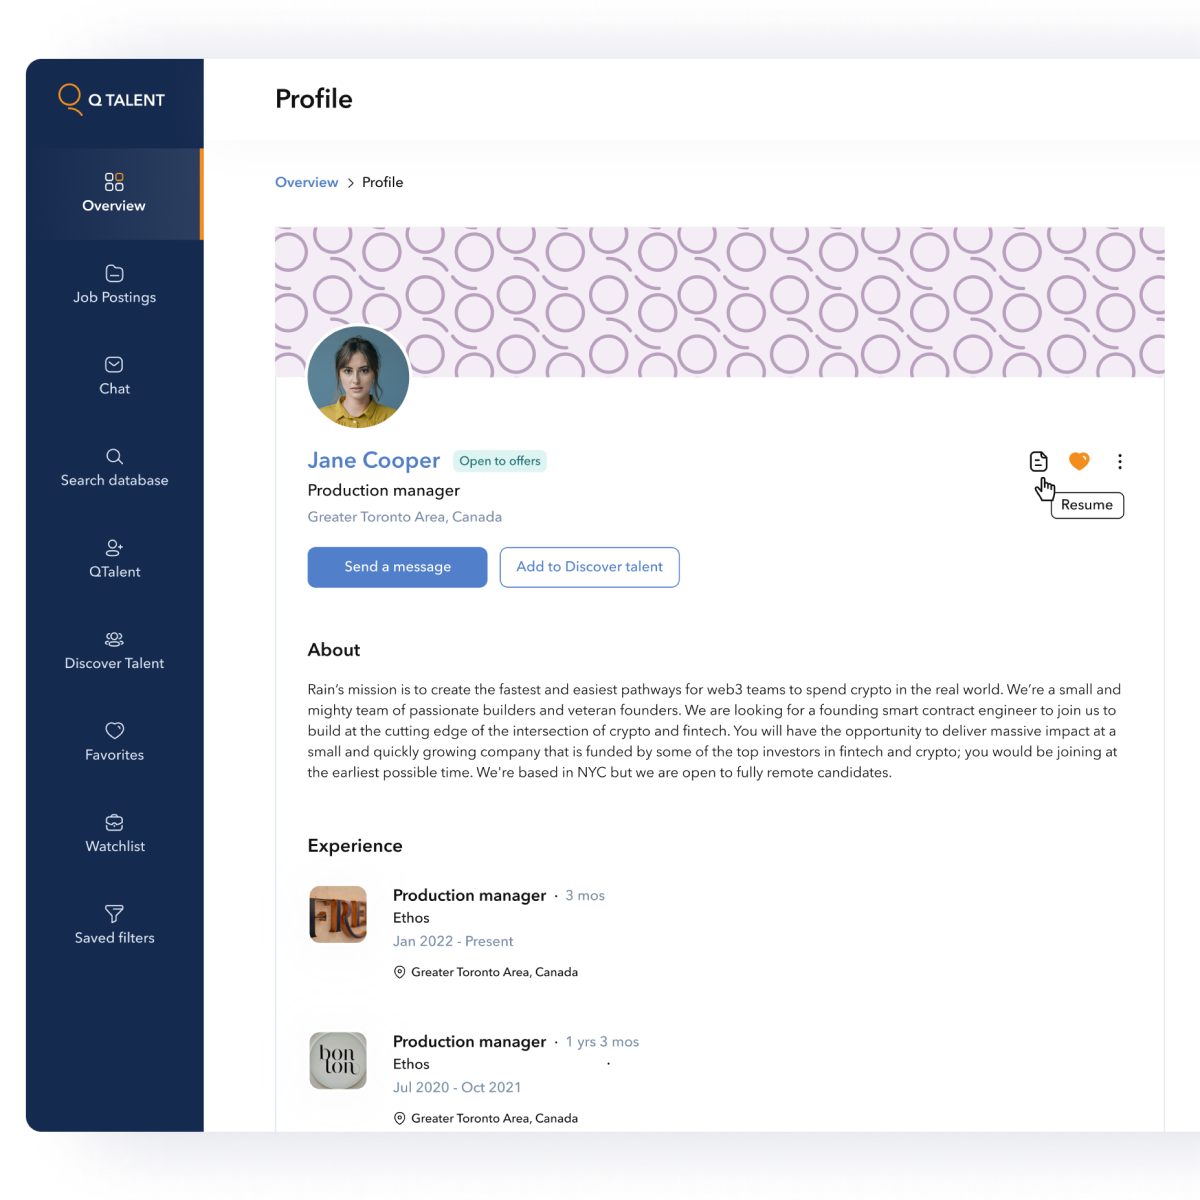 Q TALENT
Profile
Overview
Job Postings
Chat
Search database
QTalent
Discover Talent
Favorites
Watchlist
Saved filters
Overview > Profile
Jane Cooper
Open to offers
Production manager
Greater Toronto Area, Canada
Resume
Send a message
Add to Discover talent
About
Rain’s mission is to create the fastest and easiest pathways for web3 teams to spend crypto in the real world. We’re a small and
mighty team of passionate builders and veteran founders. We are looking for a founding smart contract engineer to join us to
build at the cutting edge of the intersection of crypto and fintech. You will have the opportunity to deliver massive impact at a
small and quickly growing company that is funded by some of the top investors in fintech and crypto; you would be joining at
the earliest possible time. We're based in NYC but we are open to fully remote candidates.
Experience
FRE
Production manager · 3 mos
Ethos
Jan 2022 - Present
Greater Toronto Area, Canada
bon
ton
Production manager · 1 yrs 3 mos
Ethos
Jul 2020 - Oct 2021
Greater Toronto Area, Canada